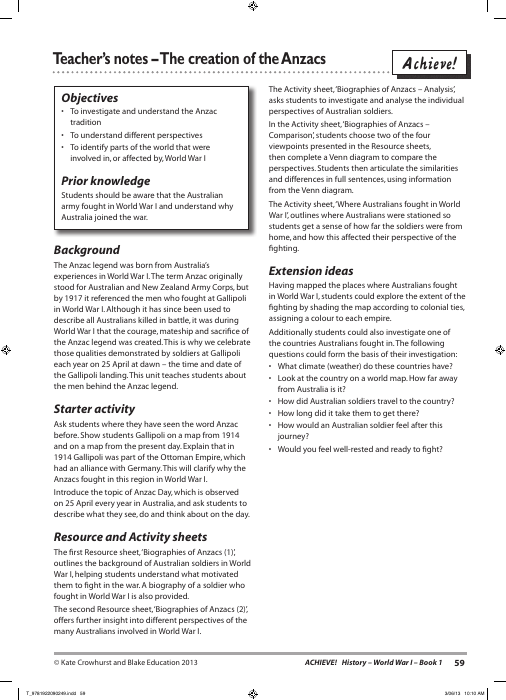 Teacher's notes – The creation of the Anzacs
Achieve!
Objectives
• To investigate and understand the Anzac
tradition
• To understand different perspectives
• To identify parts of the world that were
involved in, or affected by, World War I
Prior knowledge
Students should be aware that the Australian
army fought in World War I and understand why
Australia joined the war.
Background
The Anzac legend was born from Australia's
experiences in World War I. The term Anzac originally
stood for Australian and New Zealand Army Corps, but
by 1917 it referenced the men who fought at Gallipoli
in World War I. Although it has since been used to
describe all Australians killed in battle, it was during
World War I that the courage, mateship and sacrifice of
the Anzac legend was created. This is why we celebrate
those qualities demonstrated by soldiers at Gallipoli
each year on 25 April at dawn – the time and date of
the Gallipoli landing. This unit teaches students about
the men behind the Anzac legend.
Starter activity
Ask students where they have seen the word Anzac
before. Show students Gallipoli on a map from 1914
and on a map from the present day. Explain that in
1914 Gallipoli was part of the Ottoman Empire, which
had an alliance with Germany. This will clarify why the
Anzacs fought in this region in World War I.
Introduce the topic of Anzac Day, which is observed
on 25 April every year in Australia, and ask students to
describe what they see, do and think about on the day.
Resource and Activity sheets
The first Resource sheet, 'Biographies of Anzacs (1)',
outlines the background of Australian soldiers in World
War I, helping students understand what motivated
them to fight in the war. A biography of a soldier who
fought in World War I is also provided.
The second Resource sheet, 'Biographies of Anzacs (2)',
offers further insight into different perspectives of the
many Australians involved in World War I.
The Activity sheet, 'Biographies of Anzacs – Analysis',
asks students to investigate and analyse the individual
perspectives of Australian soldiers.
In the Activity sheet, 'Biographies of Anzacs –
Comparison', students choose two of the four
viewpoints presented in the Resource sheets,
then complete a Venn diagram to compare the
perspectives. Students then articulate the similarities
and differences in full sentences, using information
from the Venn diagram.
The Activity sheet, 'Where Australians fought in World
War I', outlines where Australians were stationed so
students get a sense of how far the soldiers were from
home, and how this affected their perspective of the
fighting.
Extension ideas
Having mapped the places where Australians fought
in World War I, students could explore the extent of the
fighting by shading the map according to colonial ties,
assigning a colour to each empire.
Additionally students could also investigate one of
the countries Australians fought in. The following
questions could form the basis of their investigation:
• What climate (weather) do these countries have?
• Look at the country on a world map. How far away
from Australia is it?
• How did Australian soldiers travel to the country?
• How long did it take them to get there?
• How would an Australian soldier feel after this
journey?
• Would you feel well-rested and ready to fight?
© Kate Crowhurst and Blake Education 2013
ACHIEVE! History – World War I – Book 1 59
T_9781922090249.indd 59
3/06/13 10:10 AM